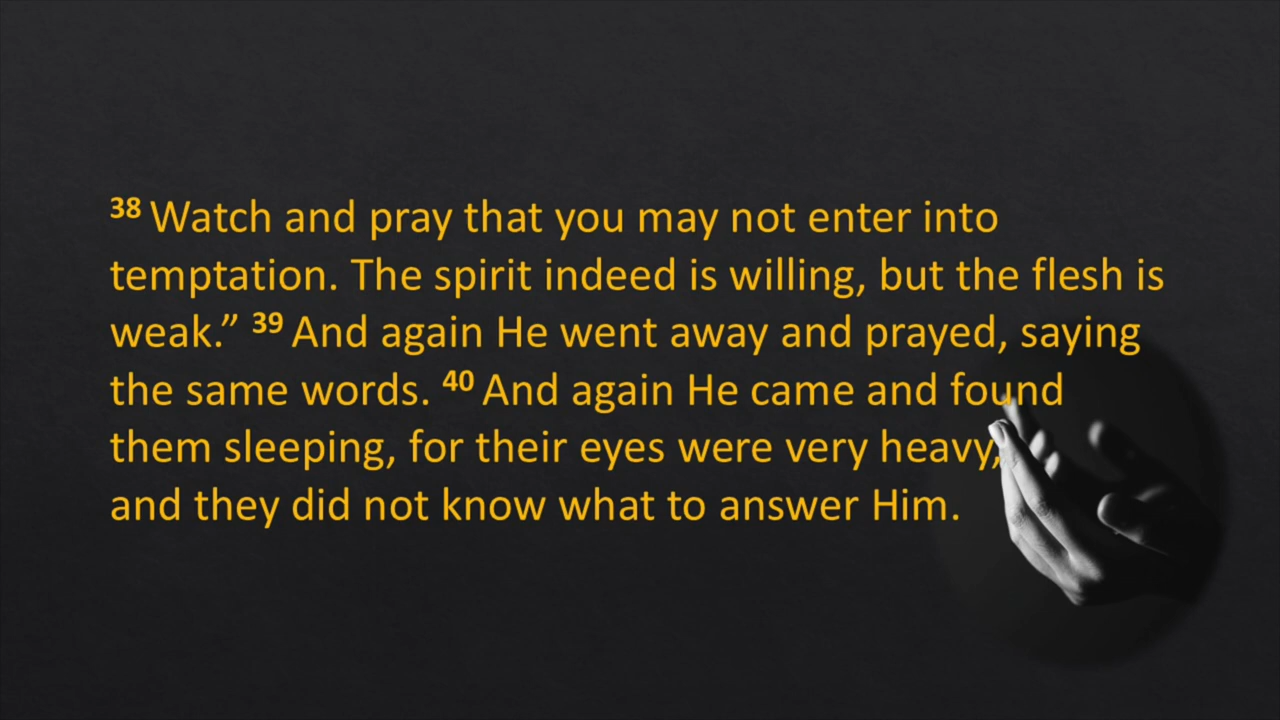 38 Watch and pray that you may not enter into
temptation. The spirit indeed is willing, but the flesh is
weak.” 39 And again He went away and prayed, saying
the same words. 40 And again He came and found
them sleeping, for their eyes were very heavy,
and they did not know what to answer Him.